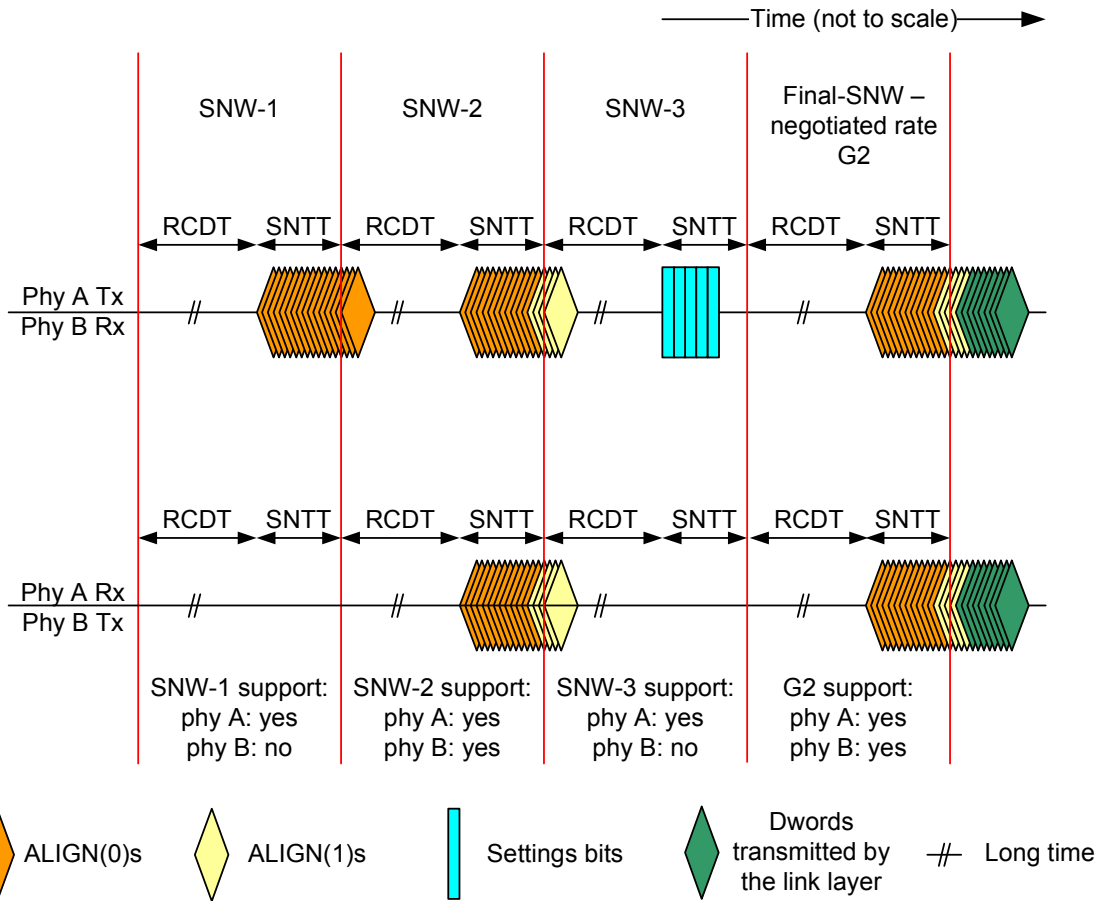 Time (not to scale)
SNW-1
SNW-2
SNW-3
Final-SNW –
negotiated rate
G2
RCDT
SNTT
RCDT
SNTT
RCDT
SNTT
RCDT
SNTT
Phy A Tx
Phy B Rx
RCDT
SNTT
RCDT
SNTT
RCDT
SNTT
RCDT
SNTT
Phy A Rx
Phy B Tx
SNW-1 support:
phy A: yes
phy B: no
SNW-2 support:
phy A: yes
phy B: yes
SNW-3 support:
phy A: yes
phy B: no
G2 support:
phy A: yes
phy B: yes
ALIGN(0)s
ALIGN(1)s
Settings bits
Dwords
transmitted by
the link layer
Long time